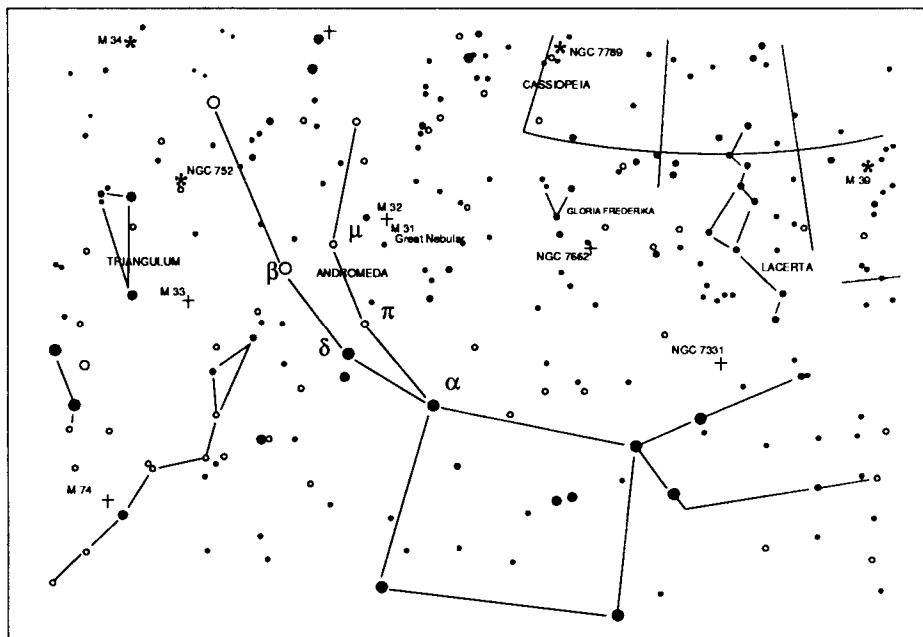 M 34
NGC 7789
CASSIOPEIA
NGC 752
M 39
M 32
M 31
Great Nebular
GLORIA FREDERIKA
μ
NGC 7662
TRIANGULUM
β
ANDROMEDA
LACERTA
M 33
π
δ
NGC 7331
α
M 74